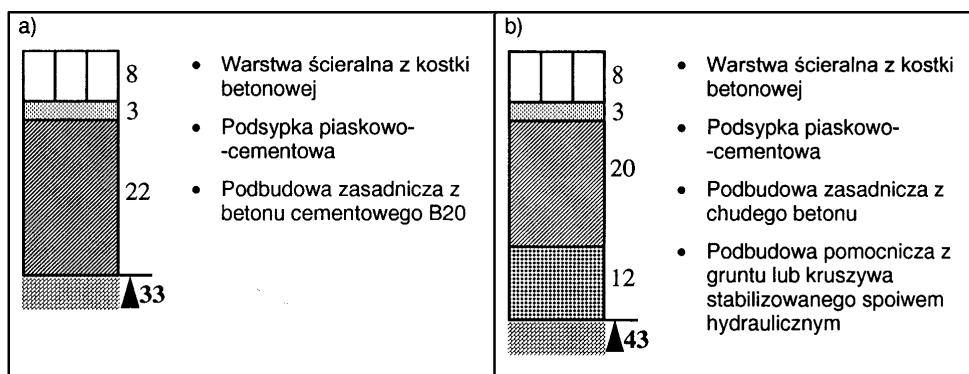 a)
8
3
22
33
• Warstwa ścieralna z kostki
betonowej
• Podsypka piaskowo-
-cementowa
• Podbudowa zasadnicza z
betonu cementowego B20
b)
8
3
20
12
43
• Warstwa ścieralna z kostki
betonowej
• Podsypka piaskowo-
-cementowa
• Podbudowa zasadnicza z
chudego betonu
• Podbudowa pomocnicza z
gruntu lub kruszywa
stabilizowanego spoiwem
hydraulicznym